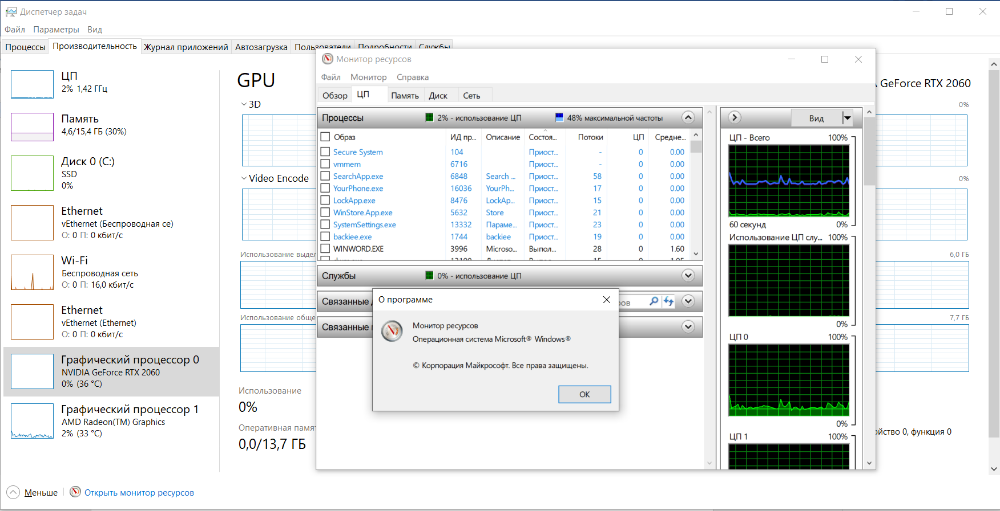 Диспетчер задач
Файл Параметры Вид
Процессы Производительность Журнал приложений Автозагрузка Пользователи Подробности Службы
ЦП
2% 1,42 ГГц
Память
4,6/15,4 ГБ (30%)
Диск 0 (C:)
SSD
0%
Ethernet
vEthernet (Беспроводная се)
О: 0 П: 0 кбит/с
Wi-Fi
Беспроводная сеть
О: 0 П: 16,0 кбит/с
Ethernet
vEthernet (Ethernet)
О: 0 П: 0 кбит/с
Графический процессор 0
NVIDIA GeForce RTX 2060
0% (36 °C)
Графический процессор 1
AMD Radeon(TM) Graphics
2% (33 °C)
GPU
GeForce RTX 2060
3D
0%
Video Encode
0%
Использование выдел
6,0 ГБ
Использование обще
7,7 ГБ
Использование
0%
Оперативная памят
0,0/13,7 ГБ
ойство 0, функция 0
Меньше
Открыть монитор ресурсов
Монитор ресурсов
Файл Монитор Справка
Обзор ЦП Память Диск Сеть
Процессы 2% - использование ЦП 48% максимальной частоты
Образ ИД пр... Описание Состоя... Потоки ЦП Средне...
Secure System 104 Приост... - 0 0.00
vmmem 6716 Приост... - 0 0.00
SearchApp.exe 6848 Search ... Приост... 58 0 0.00
YourPhone.exe 16036 YourPh... Приост... 17 0 0.00
LockApp.exe 8476 LockAp... Приост... 15 0 0.00
WinStore.App.exe 5632 Store Приост... 21 0 0.00
SystemSettings.exe 13332 Параме... Приост... 23 0 0.00
backiee.exe 1744 backiee Приост... 19 0 0.00
WINWORD.EXE 3996 Microso... Выпол... 28 0 1.60
Службы 0% - использование ЦП
Связанные
ров
Связанные
Вид
ЦП - Всего 100%
60 секунд 0%
Использование ЦП слу... 100%
0%
ЦП 0 100%
0%
ЦП 1 100%
О программе
Монитор ресурсов
Операционная система Microsoft® Windows®
© Корпорация Майкрософт. Все права защищены.
ОК